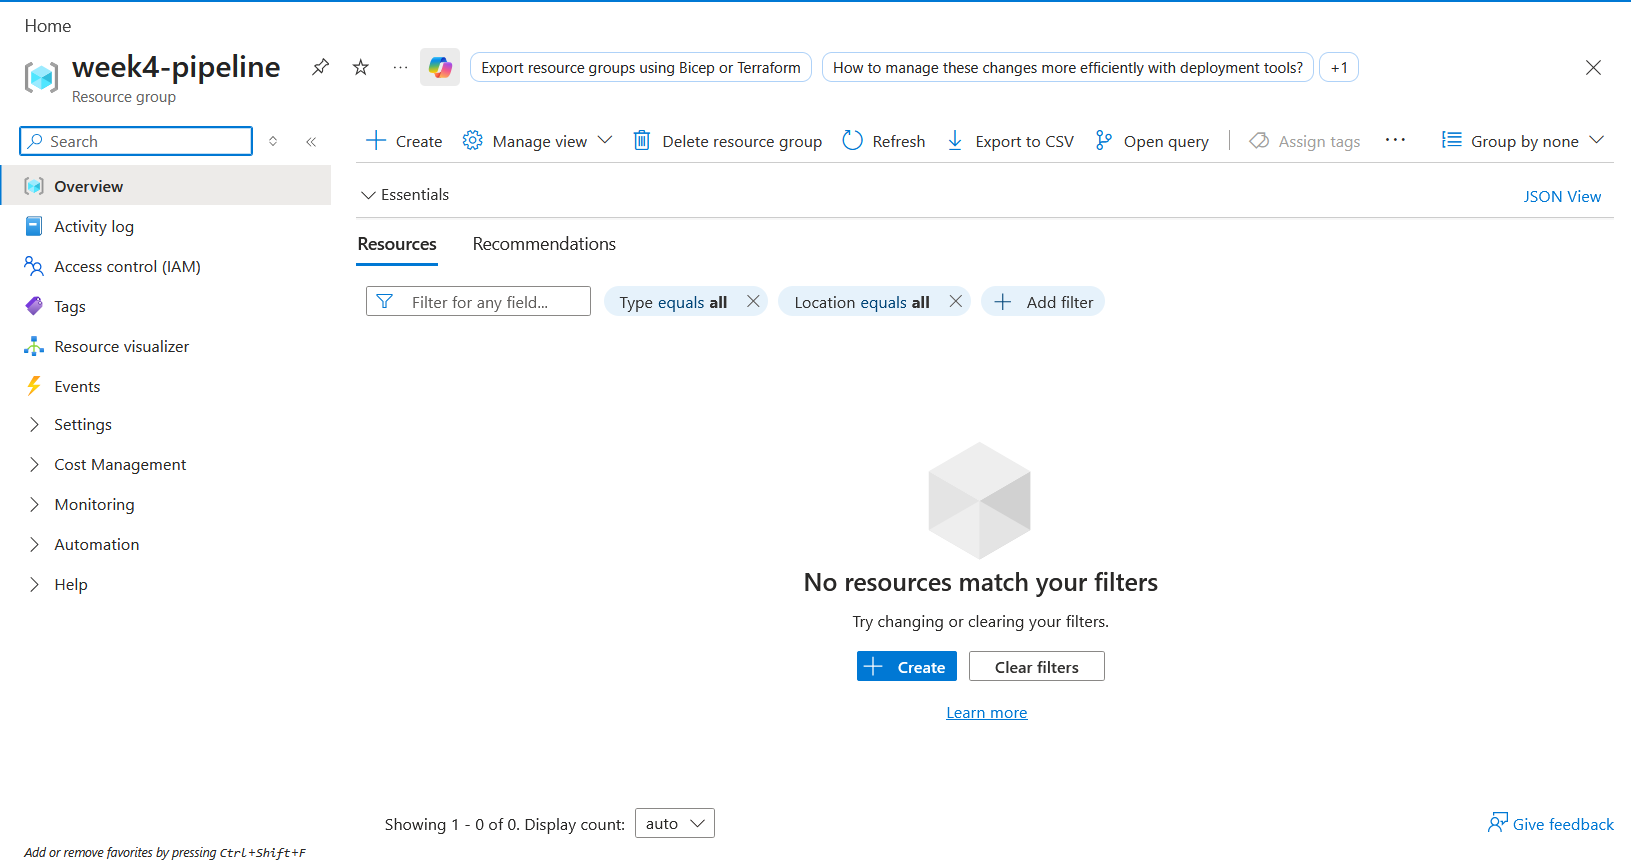 Home
week4-pipeline
Resource group
Export resource groups using Bicep or Terraform
How to manage these changes more efficiently with deployment tools?
+1
Search
Create
Manage view
Delete resource group
Refresh
Export to CSV
Open query
Assign tags
Group by none
Overview
Activity log
Access control (IAM)
Tags
Resource visualizer
Events
Settings
Cost Management
Monitoring
Automation
Help
Essentials
JSON View
Resources
Recommendations
Filter for any field...
Type equals all
Location equals all
Add filter
No resources match your filters
Try changing or clearing your filters.
Create
Clear filters
Learn more
Showing 1 - 0 of 0. Display count:
auto
Give feedback
Add or remove favorites by pressing Ctrl+Shift+F